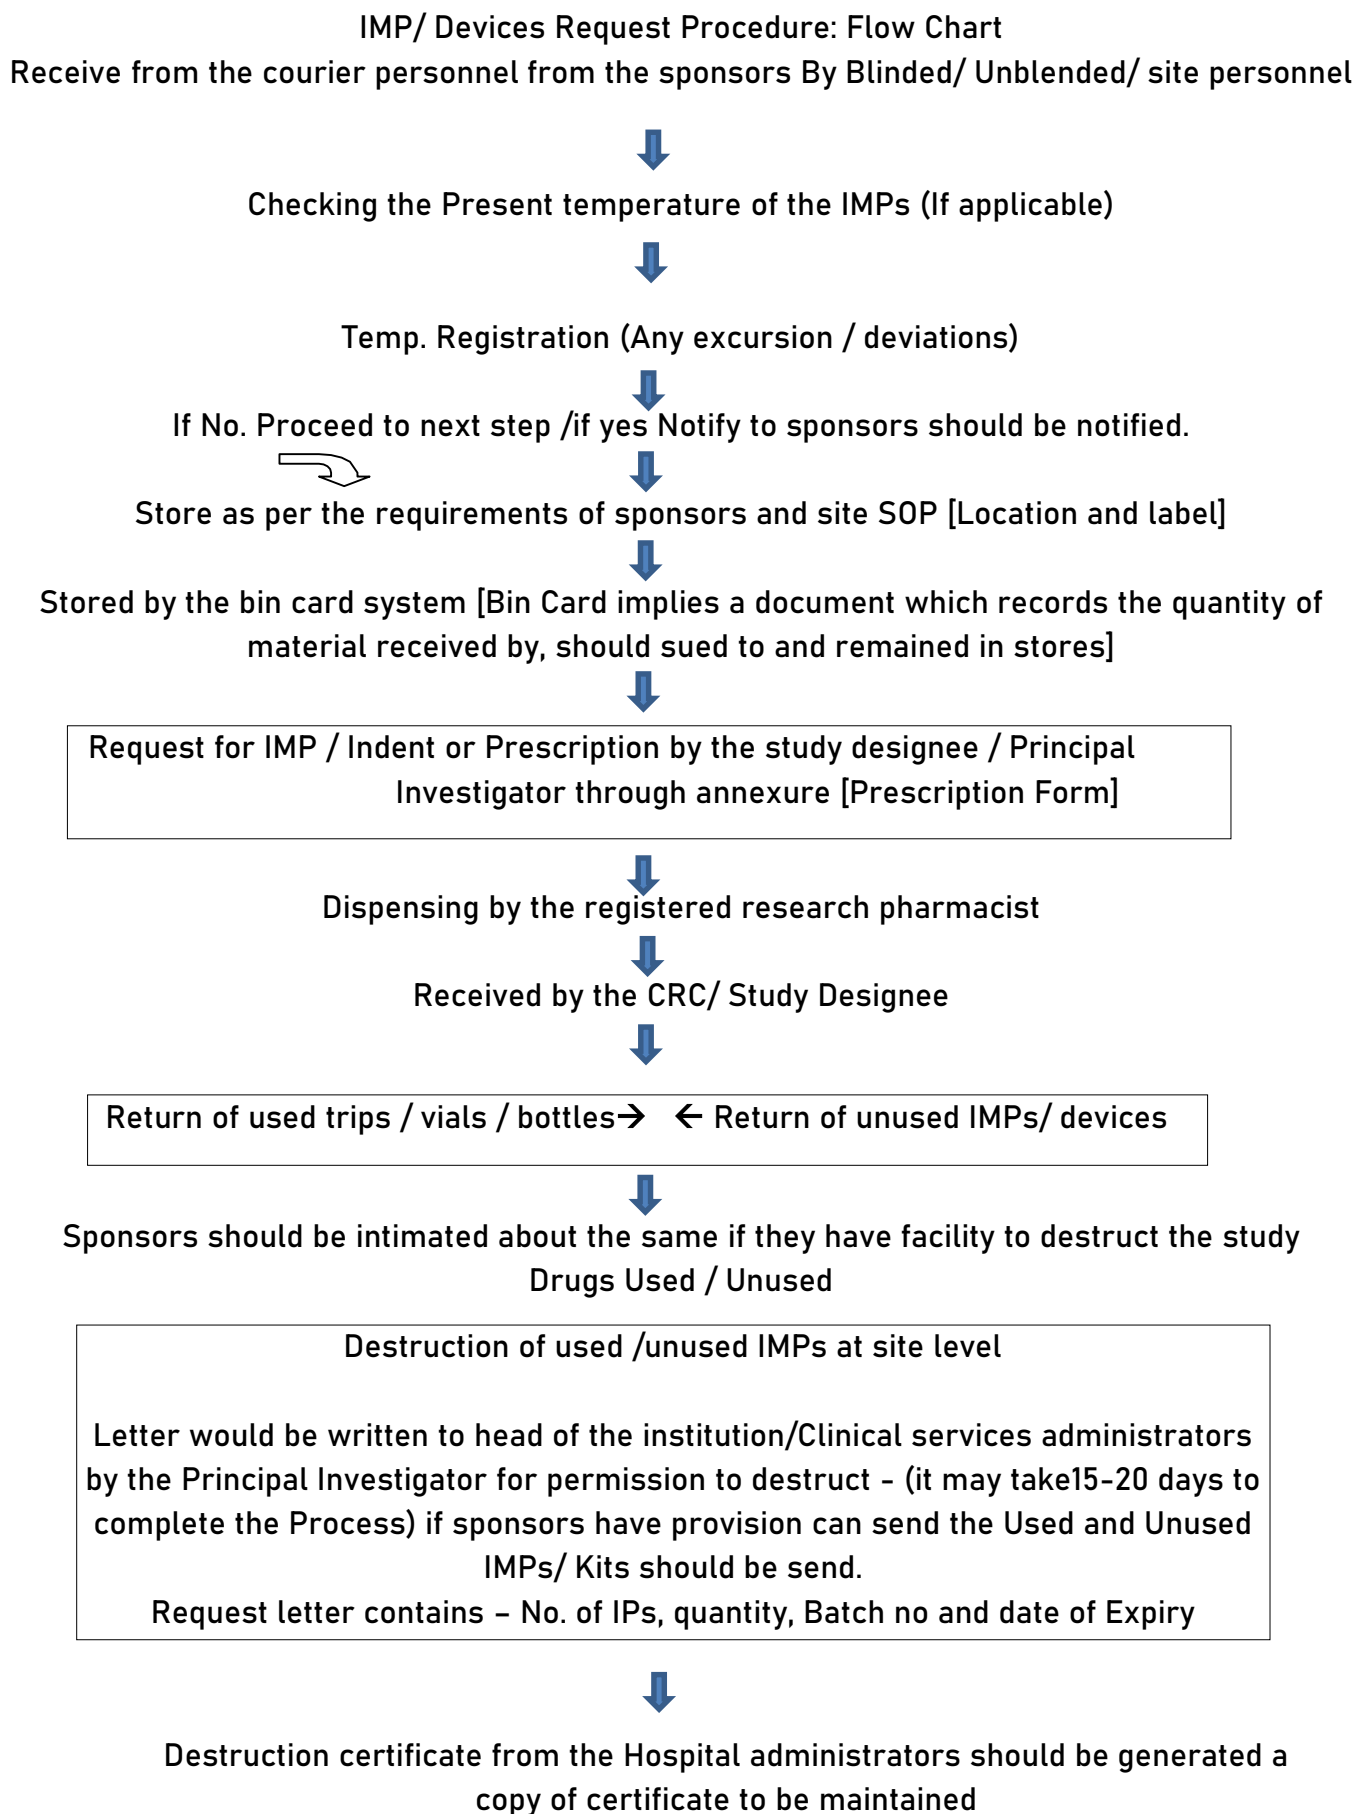 IMP/ Devices Request Procedure: Flow Chart
Receive from the courier personnel from the sponsors By Blinded/ Unblended/ site personnel
Checking the Present temperature of the IMPs (If applicable)
Temp. Registration (Any excursion / deviations)
If No. Proceed to next step /if yes Notify to sponsors should be notified.
Store as per the requirements of sponsors and site SOP [Location and label]
Stored by the bin card system [Bin Card implies a document which records the quantity of
material received by, should sued to and remained in stores]
Request for IMP / Indent or Prescription by the study designee / Principal
Investigator through annexure [Prescription Form]
Dispensing by the registered research pharmacist
Received by the CRC/ Study Designee
Return of used trips / vials / bottles→ ← Return of unused IMPs/ devices
Sponsors should be intimated about the same if they have facility to destruct the study
Drugs Used / Unused
Destruction of used /unused IMPs at site level
Letter would be written to head of the institution/Clinical services administrators
by the Principal Investigator for permission to destruct - (it may take15-20 days to
complete the Process) if sponsors have provision can send the Used and Unused
IMPs/ Kits should be send.
Request letter contains – No. of IPs, quantity, Batch no and date of Expiry
Destruction certificate from the Hospital administrators should be generated a
copy of certificate to be maintained